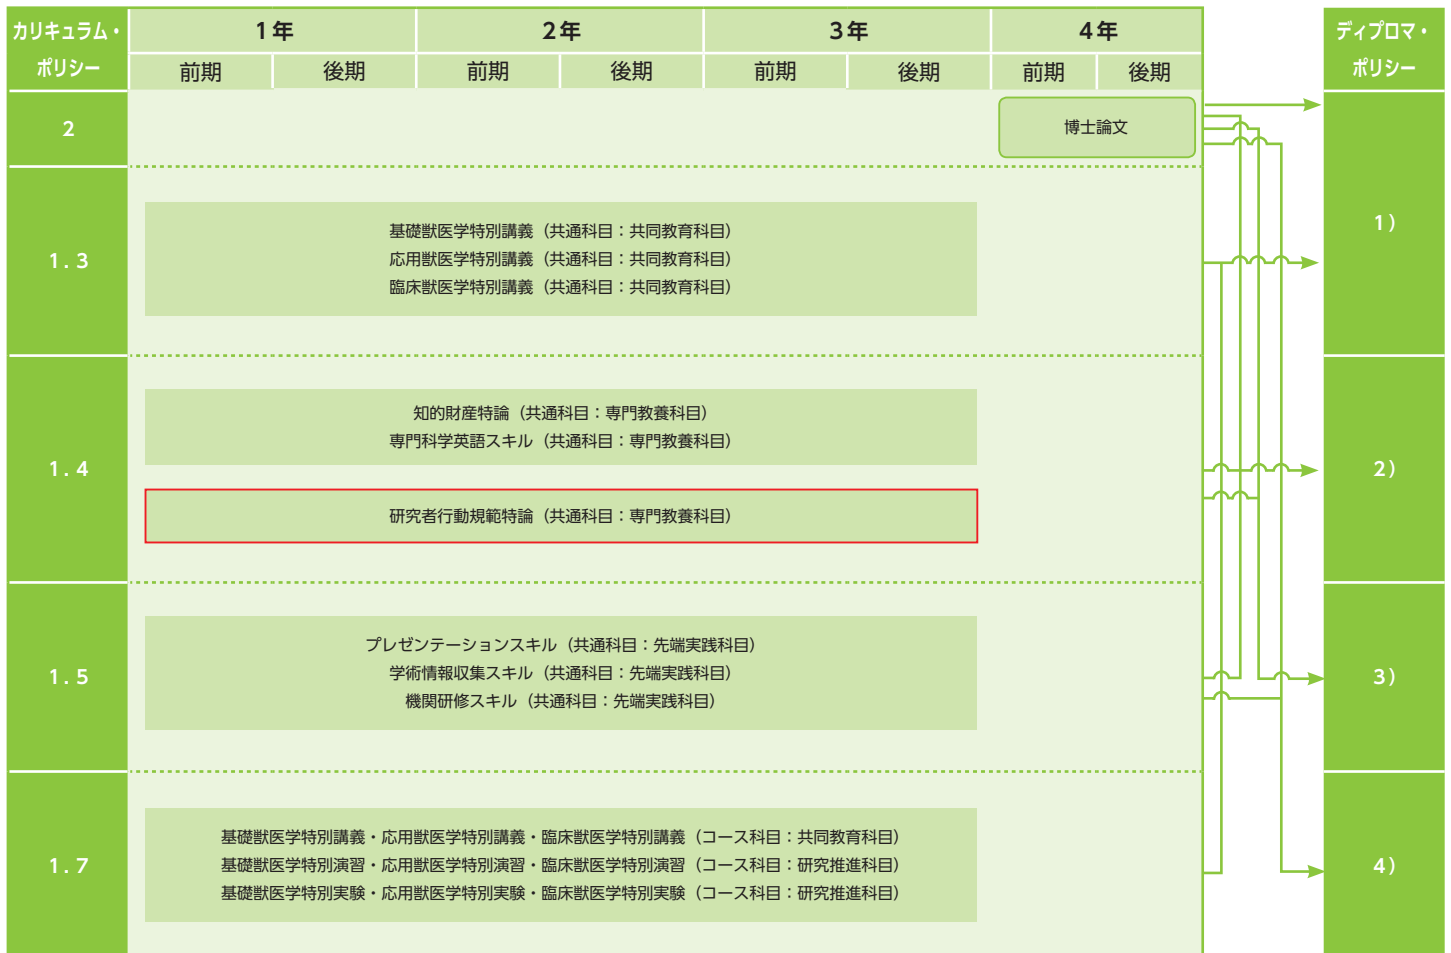 カリキュラム・
ポリシー
1年
2年
3年
4年
ディプロマ・
ポリシー
前期
後期
前期
後期
前期
後期
前期
後期
2
博士論文
1)
1.3
基礎獣医学特別講義（共通科目：共同教育科目）
応用獣医学特別講義（共通科目：共同教育科目）
臨床獣医学特別講義（共通科目：共同教育科目）
1.4
知的財産特論（共通科目：専門教養科目）
専門科学英語スキル（共通科目：専門教養科目）
研究者行動規範特論（共通科目：専門教養科目）
2)
1.5
プレゼンテーションスキル（共通科目：先端実践科目）
学術情報収集スキル（共通科目：先端実践科目）
機関研修スキル（共通科目：先端実践科目）
3)
1.7
基礎獣医学特別講義・応用獣医学特別講義・臨床獣医学特別講義（コース科目：共同教育科目）
基礎獣医学特別演習・応用獣医学特別演習・臨床獣医学特別演習（コース科目：研究推進科目）
基礎獣医学特別実験・応用獣医学特別実験・臨床獣医学特別実験（コース科目：研究推進科目）
4)